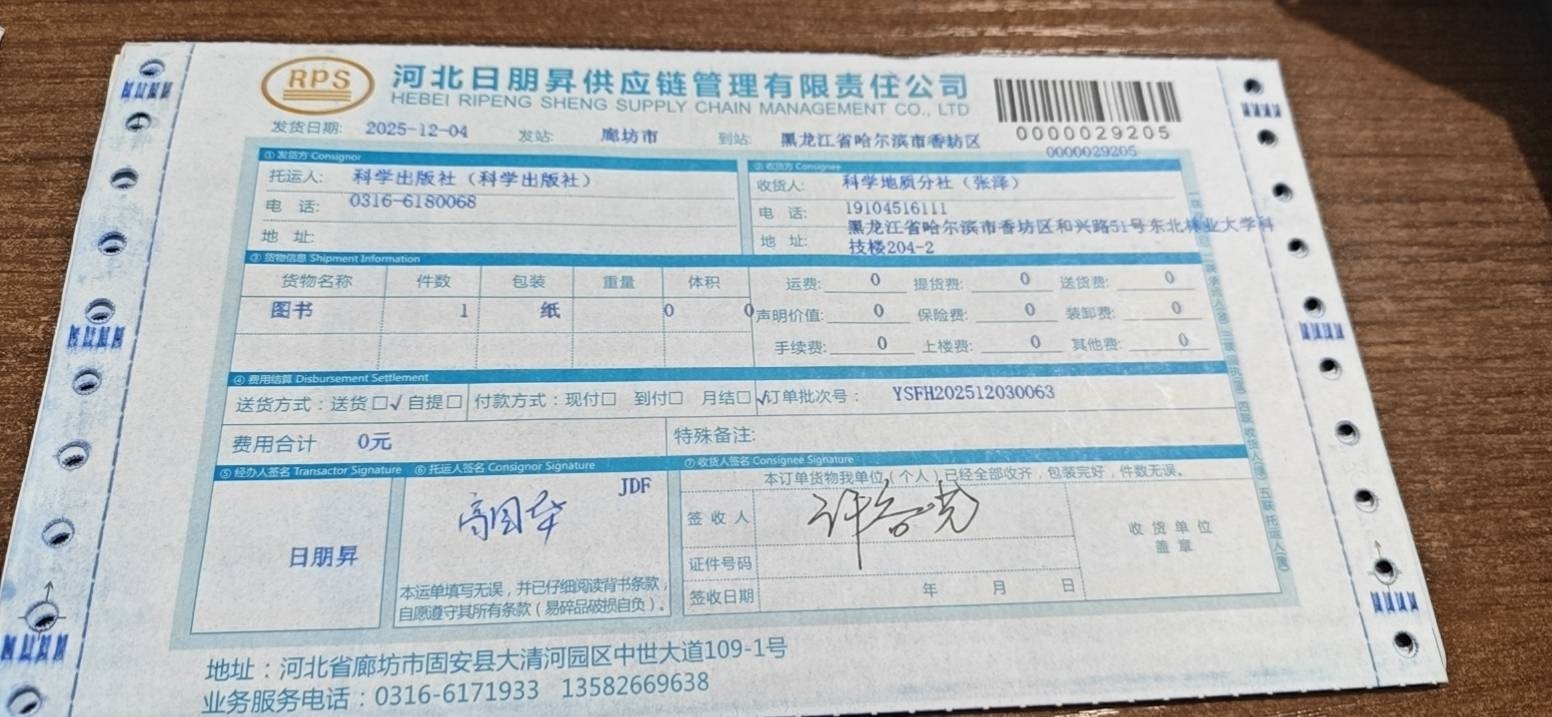 RPS 河北日朋昇供应链管理有限责任公司
HEBEI RIPENG SHENG SUPPLY CHAIN MANAGEMENT CO., LTD
0000029205
发货日期: 2025-12-04 发站: 廊坊市 到站: 黑龙江省哈尔滨市香坊区 0000029205
①发货方 Consignor ②收货方 Consignee
托运人: 科学出版社（科学出版社） 收货人: 科学地质分社（张泽）
电 话: 0316-6180068 电 话: 19104516111
地 址: 地 址: 黑龙江省哈尔滨市香坊区和兴路51号东北林业大学科
技楼204-2
③货物信息 Shipment Information
货物名称 件数 包装 重量 体积 运费: 0 提货费: 0 送货费: 0
图书 1 纸 0 0 声明价值: 0 保险费: 0 装卸费: 0
手续费: 0 上楼费: 0 其他费: 0
④费用结算 Disbursement Settlement
送货方式：送货□√ 自提□ 付款方式：现付□ 到付□ 月结□√ 订单批次号： YSFH202512030063
费用合计 0元 特殊备注:
⑤经办人签名 Transactor Signature ⑥托运人签名 Consignor Signature ⑦收货人签名 Consignee Signature
本订单货物我单位（个人）已经全部收齐，包装完好，件数无误。
JDF
签收人
收货单位
盖章
日朋昇
证件号码
本运单填写无误，并已仔细阅读背书条款，
自愿遵守其所有条款（易碎品破损自负）。
签收日期 年 月 日
地址：河北省廊坊市固安县大清河园区中世大道109-1号
业务服务电话：0316-6171933 13582669638